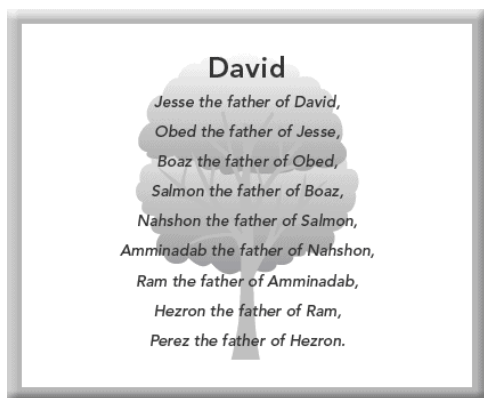 David
Jesse the father of David,
Obed the father of Jesse,
Boaz the father of Obed,
Salmon the father of Boaz,
Nahshon the father of Salmon,
Amminadab the father of Nahshon,
Ram the father of Amminadab,
Hezron the father of Ram,
Perez the father of Hezron.